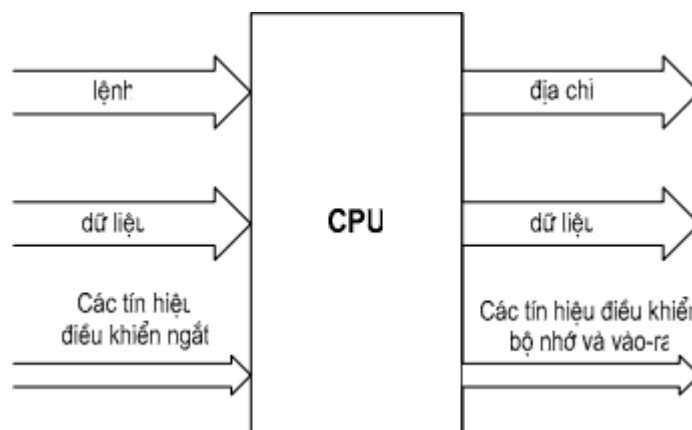 lệnh
địa chỉ
dữ liệu
CPU
dữ liệu
Các tín hiệu
điều khiển ngắt
Các tín hiệu điều khiển
bộ nhớ và vào-ra